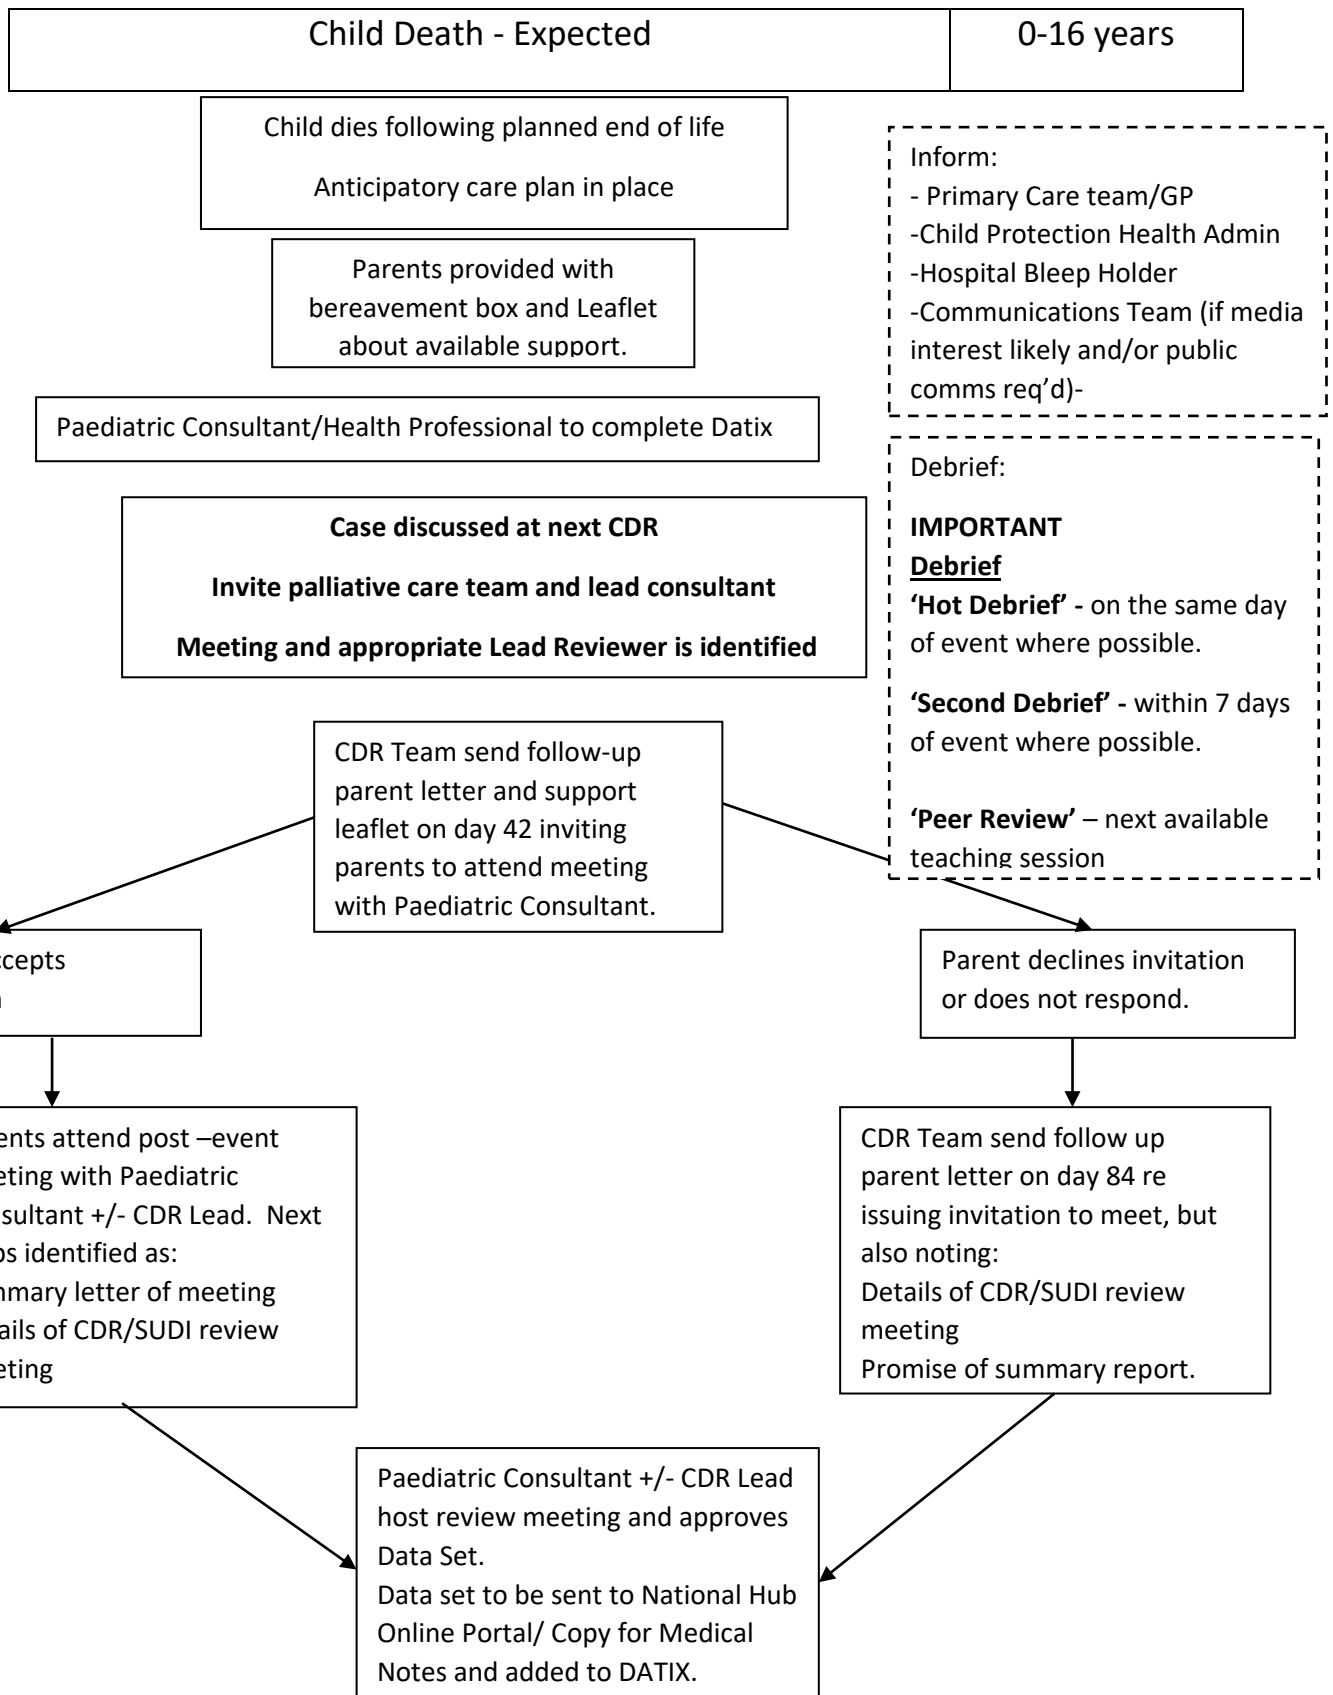 Child Death - Expected
0-16 years
Child dies following planned end of life
Anticipatory care plan in place
Parents provided with
bereavement box and Leaflet
about available support.
Paediatric Consultant/Health Professional to complete Datix
Case discussed at next CDR
Invite palliative care team and lead consultant
Meeting and appropriate Lead Reviewer is identified
Inform:
- Primary Care team/GP
-Child Protection Health Admin
-Hospital Bleep Holder
-Communications Team (if media
interest likely and/or public
comms req’d)-
Debrief:
IMPORTANT
Debrief
‘Hot Debrief’ - on the same day
of event where possible.
‘Second Debrief’ - within 7 days
of event where possible.
‘Peer Review’ – next available
teaching session
CDR Team send follow-up
parent letter and support
leaflet on day 42 inviting
parents to attend meeting
with Paediatric Consultant.
Parent declines invitation
or does not respond.
attend post –event
with Paediatric
+/- CDR Lead. Next
identified as:
letter of meeting
of CDR/SUDI review
CDR Team send follow up
parent letter on day 84 re
issuing invitation to meet, but
also noting:
Details of CDR/SUDI review
meeting
Promise of summary report.
Paediatric Consultant +/- CDR Lead
host review meeting and approves
Data Set.
Data set to be sent to National Hub
Online Portal/ Copy for Medical
Notes and added to DATIX.